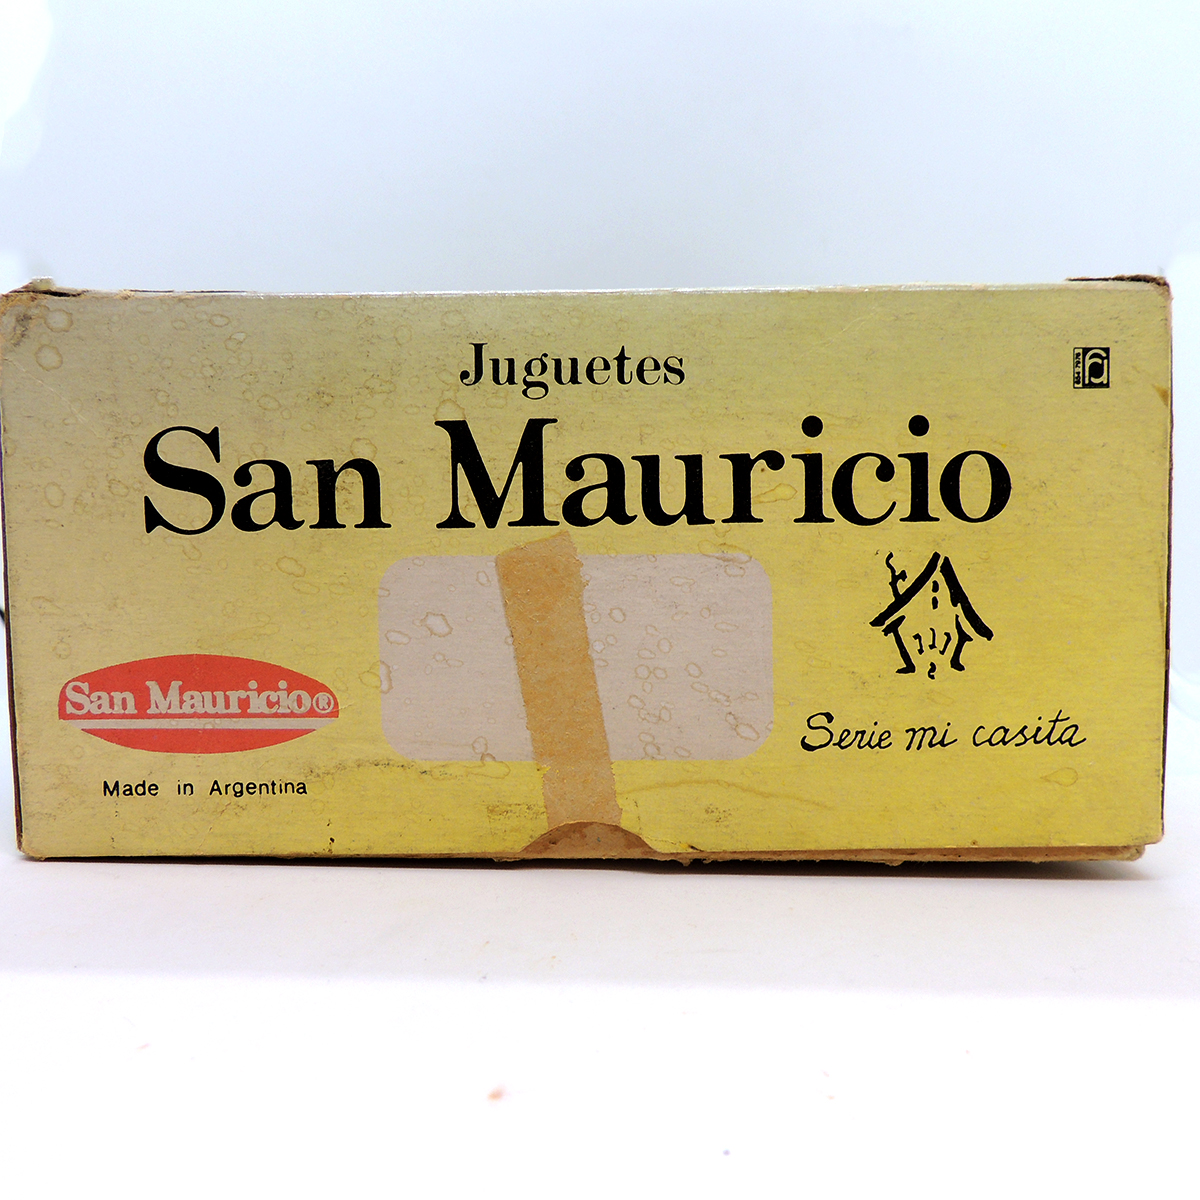 Juguetes
San Mauricio
San Mauricio®
Made in Argentina
Serie mi casita